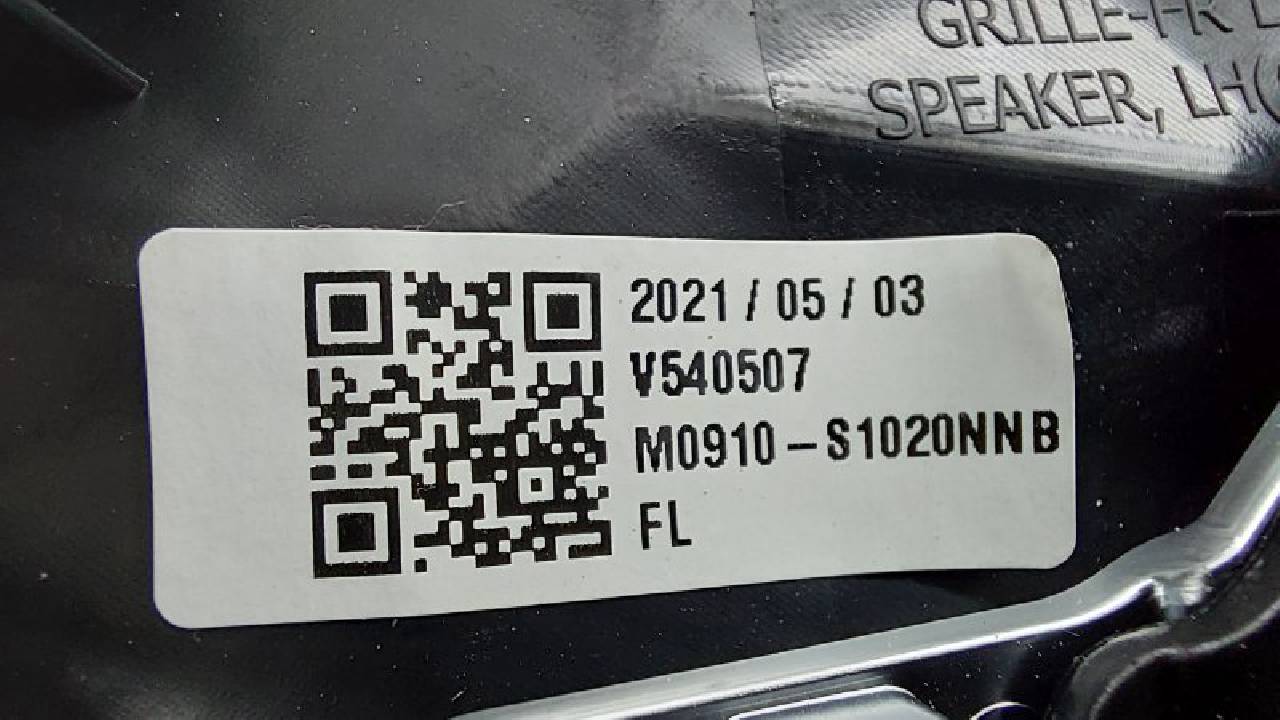 GRILLE-FR
SPEAKER, LH(
2021 / 05 / 03
V540507
M0910-S1020NNB
FL